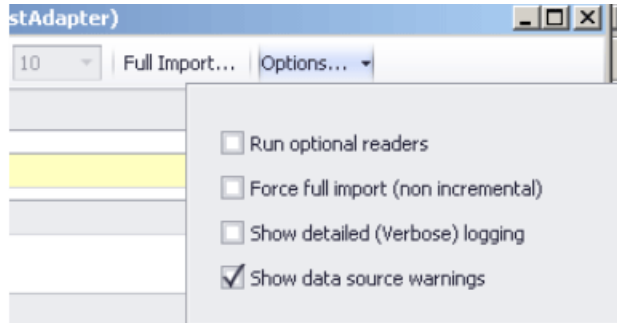 stAdapter)
10 Full Import... Options...
Run optional readers
Force full import (non incremental)
Show detailed (Verbose) logging
Show data source warnings